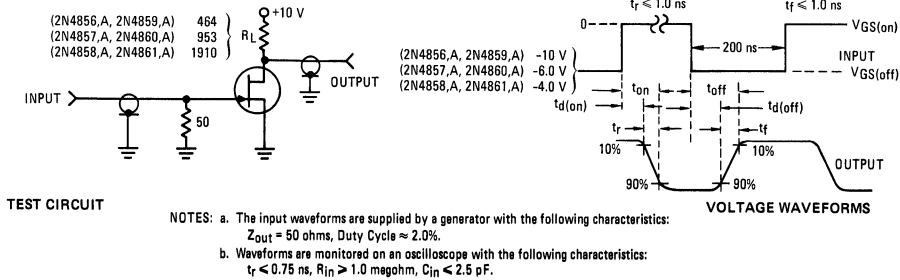 (2N4856,A, 2N4859,A) 464
(2N4857,A, 2N4860,A) 953
(2N4858,A, 2N4861,A) 1910
RL
+10 V
OUTPUT
INPUT
50
TEST CIRCUIT
tr ≤ 1.0 ns
tf ≤ 1.0 ns
0
VGS(on)
200 ns
INPUT
VGS(off)
(2N4856,A, 2N4859,A) -10 V
(2N4857,A, 2N4860,A) -6.0 V
(2N4858,A, 2N4861,A) -4.0 V
ton
toff
td(on)
td(off)
tr
tf
10%
10%
OUTPUT
90%
90%
VOLTAGE WAVEFORMS
NOTES: a. The input waveforms are supplied by a generator with the following characteristics:
Zout = 50 ohms, Duty Cycle ≈ 2.0%.
b. Waveforms are monitored on an oscilloscope with the following characteristics:
tr ≤ 0.75 ns, Rin ≥ 1.0 megohm, Cin ≤ 2.5 pF.